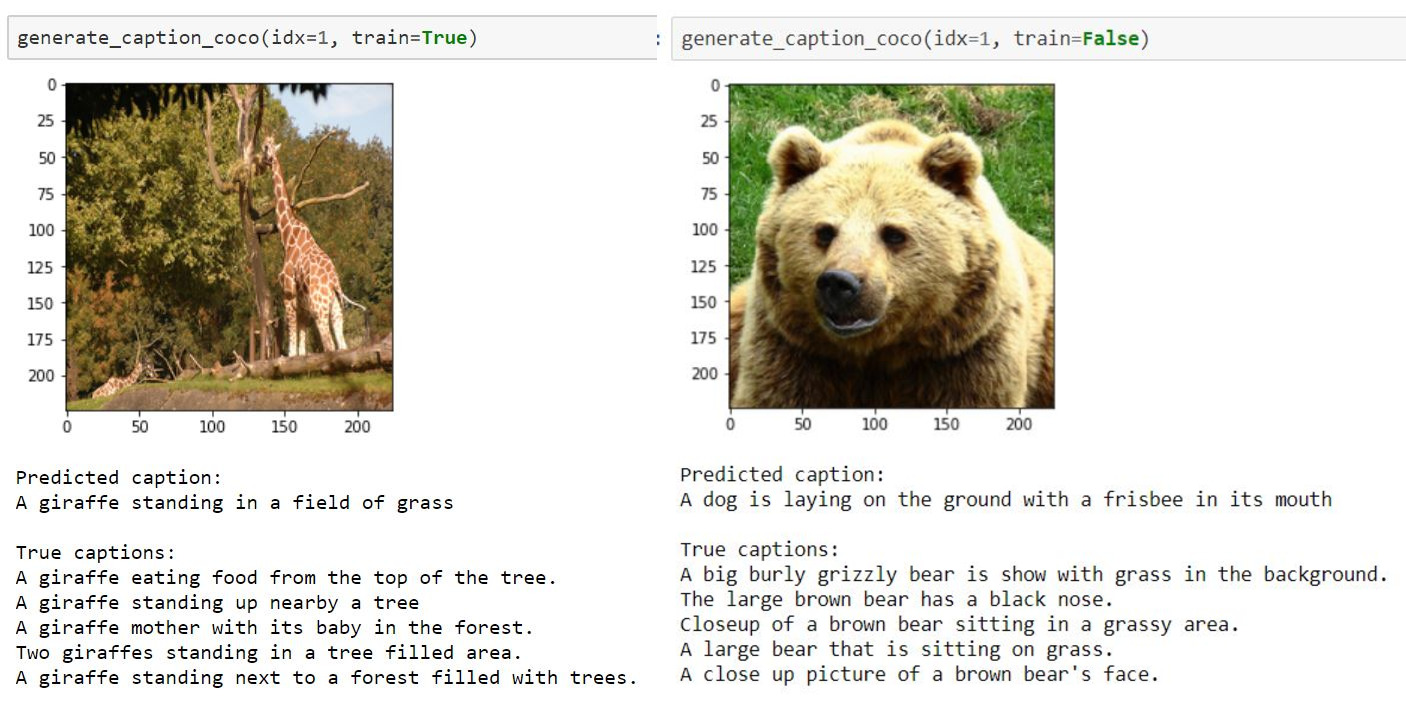 generate_caption_coco(idx=1, train=True)
0
25
50
75
100
125
150
175
200
0 50 100 150 200
Predicted caption:
A giraffe standing in a field of grass
True captions:
A giraffe eating food from the top of the tree.
A giraffe standing up nearby a tree
A giraffe mother with its baby in the forest.
Two giraffes standing in a tree filled area.
A giraffe standing next to a forest filled with trees.
: generate_caption_coco(idx=1, train=False)
0
25
50
75
100
125
150
175
200
0 50 100 150 200
Predicted caption:
A dog is laying on the ground with a frisbee in its mouth
True captions:
A big burly grizzly bear is show with grass in the background.
The large brown bear has a black nose.
Closeup of a brown bear sitting in a grassy area.
A large bear that is sitting on grass.
A close up picture of a brown bear's face.